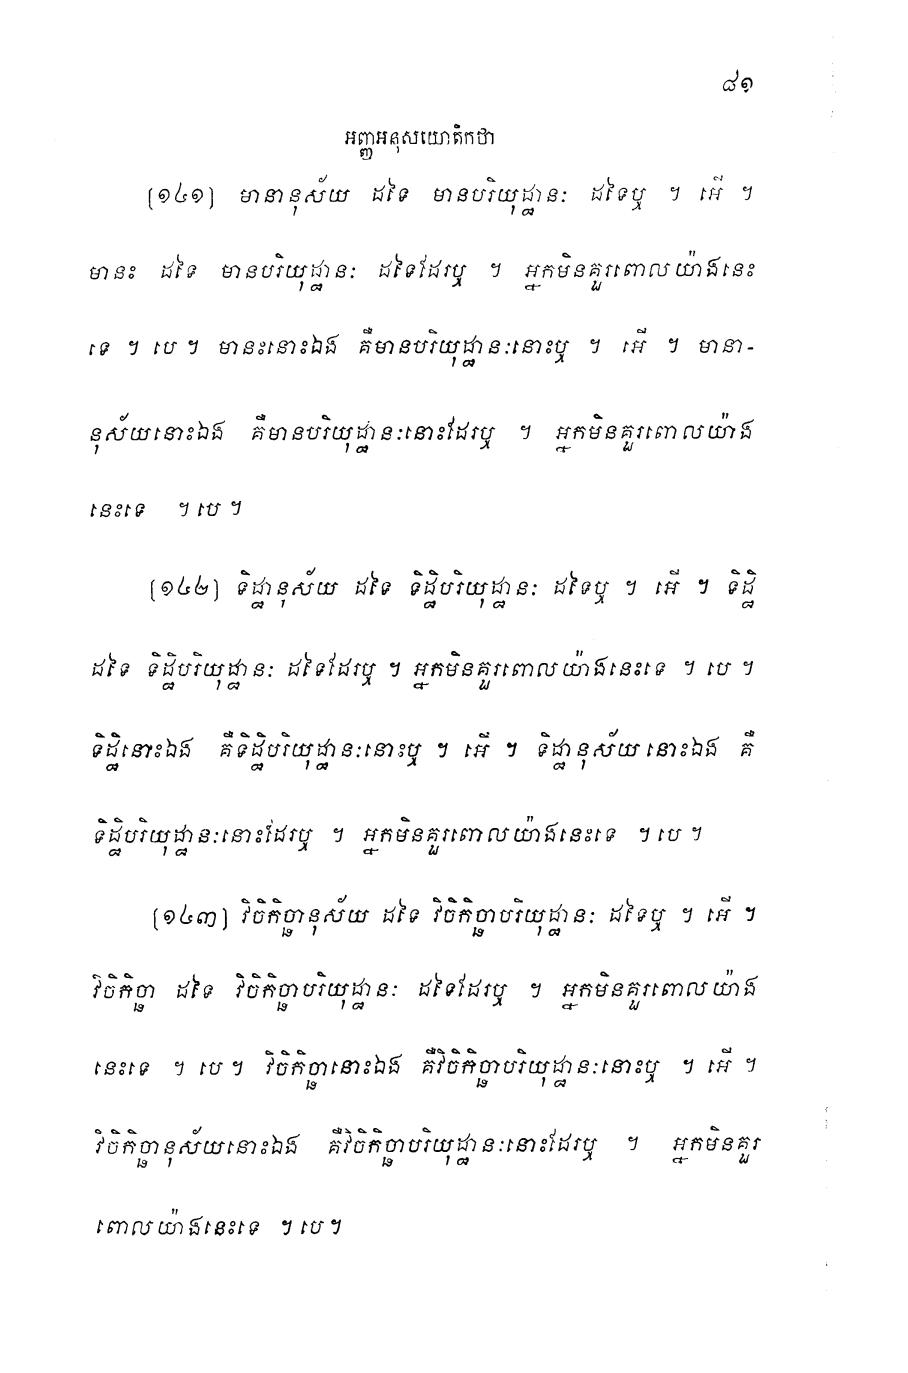 ៨១
អញ្ញអនុសយោតិកថា
[១៤១] មានានុស័យ ដទៃ មានបរិយុដ្ឋានៈ ដទៃឬ ។ អើ ។
មានះ ដទៃ មានបរិយុដ្ឋានៈ ដទៃដែរឬ ។ អ្នកមិនគួរពោលយ៉ាងនេះ
ទេ ។ បេ ។ មានះនោះឯង គឺមានបរិយុដ្ឋានៈនោះឬ ។ អើ ។ មានា-
នុស័យនោះឯង គឺមានបរិយុដ្ឋានៈនោះដែរឬ ។ អ្នកមិនគួរពោលយ៉ាង
នេះទេ ។ បេ ។
[១៤២] ទិដ្ឋានុស័យ ដទៃ ទិដ្ឋិបរិយុដ្ឋានៈ ដទៃឬ ។ អើ ។ ទិដ្ឋិ
ដទៃ ទិដ្ឋិបរិយុដ្ឋានៈ ដទៃដែរឬ ។ អ្នកមិនគួរពោលយ៉ាងនេះទេ ។ បេ ។
ទិដ្ឋិនោះឯង គឺទិដ្ឋិបរិយុដ្ឋានៈនោះឬ ។ អើ ។ ទិដ្ឋានុស័យនោះឯង គឺ
ទិដ្ឋិបរិយុដ្ឋានៈនោះដែរឬ ។ អ្នកមិនគួរពោលយ៉ាងនេះទេ ។ បេ ។
[១៤៣] វិចិកិច្ឆានុស័យ ដទៃ វិចិកិច្ឆាបរិយុដ្ឋានៈ ដទៃឬ ។ អើ ។
វិចិកិច្ឆា ដទៃ វិចិកិច្ឆាបរិយុដ្ឋានៈ ដទៃដែរឬ ។ អ្នកមិនគួរពោលយ៉ាង
នេះទេ ។ បេ ។ វិចិកិច្ឆានោះឯង គឺវិចិកិច្ឆាបរិយុដ្ឋានៈនោះឬ ។ អើ ។
វិចិកិច្ឆានុស័យនោះឯង គឺវិចិកិច្ឆាបរិយុដ្ឋានៈនោះដែរឬ ។ អ្នកមិនគួរ
ពោលយ៉ាងនេះទេ ។ បេ ។